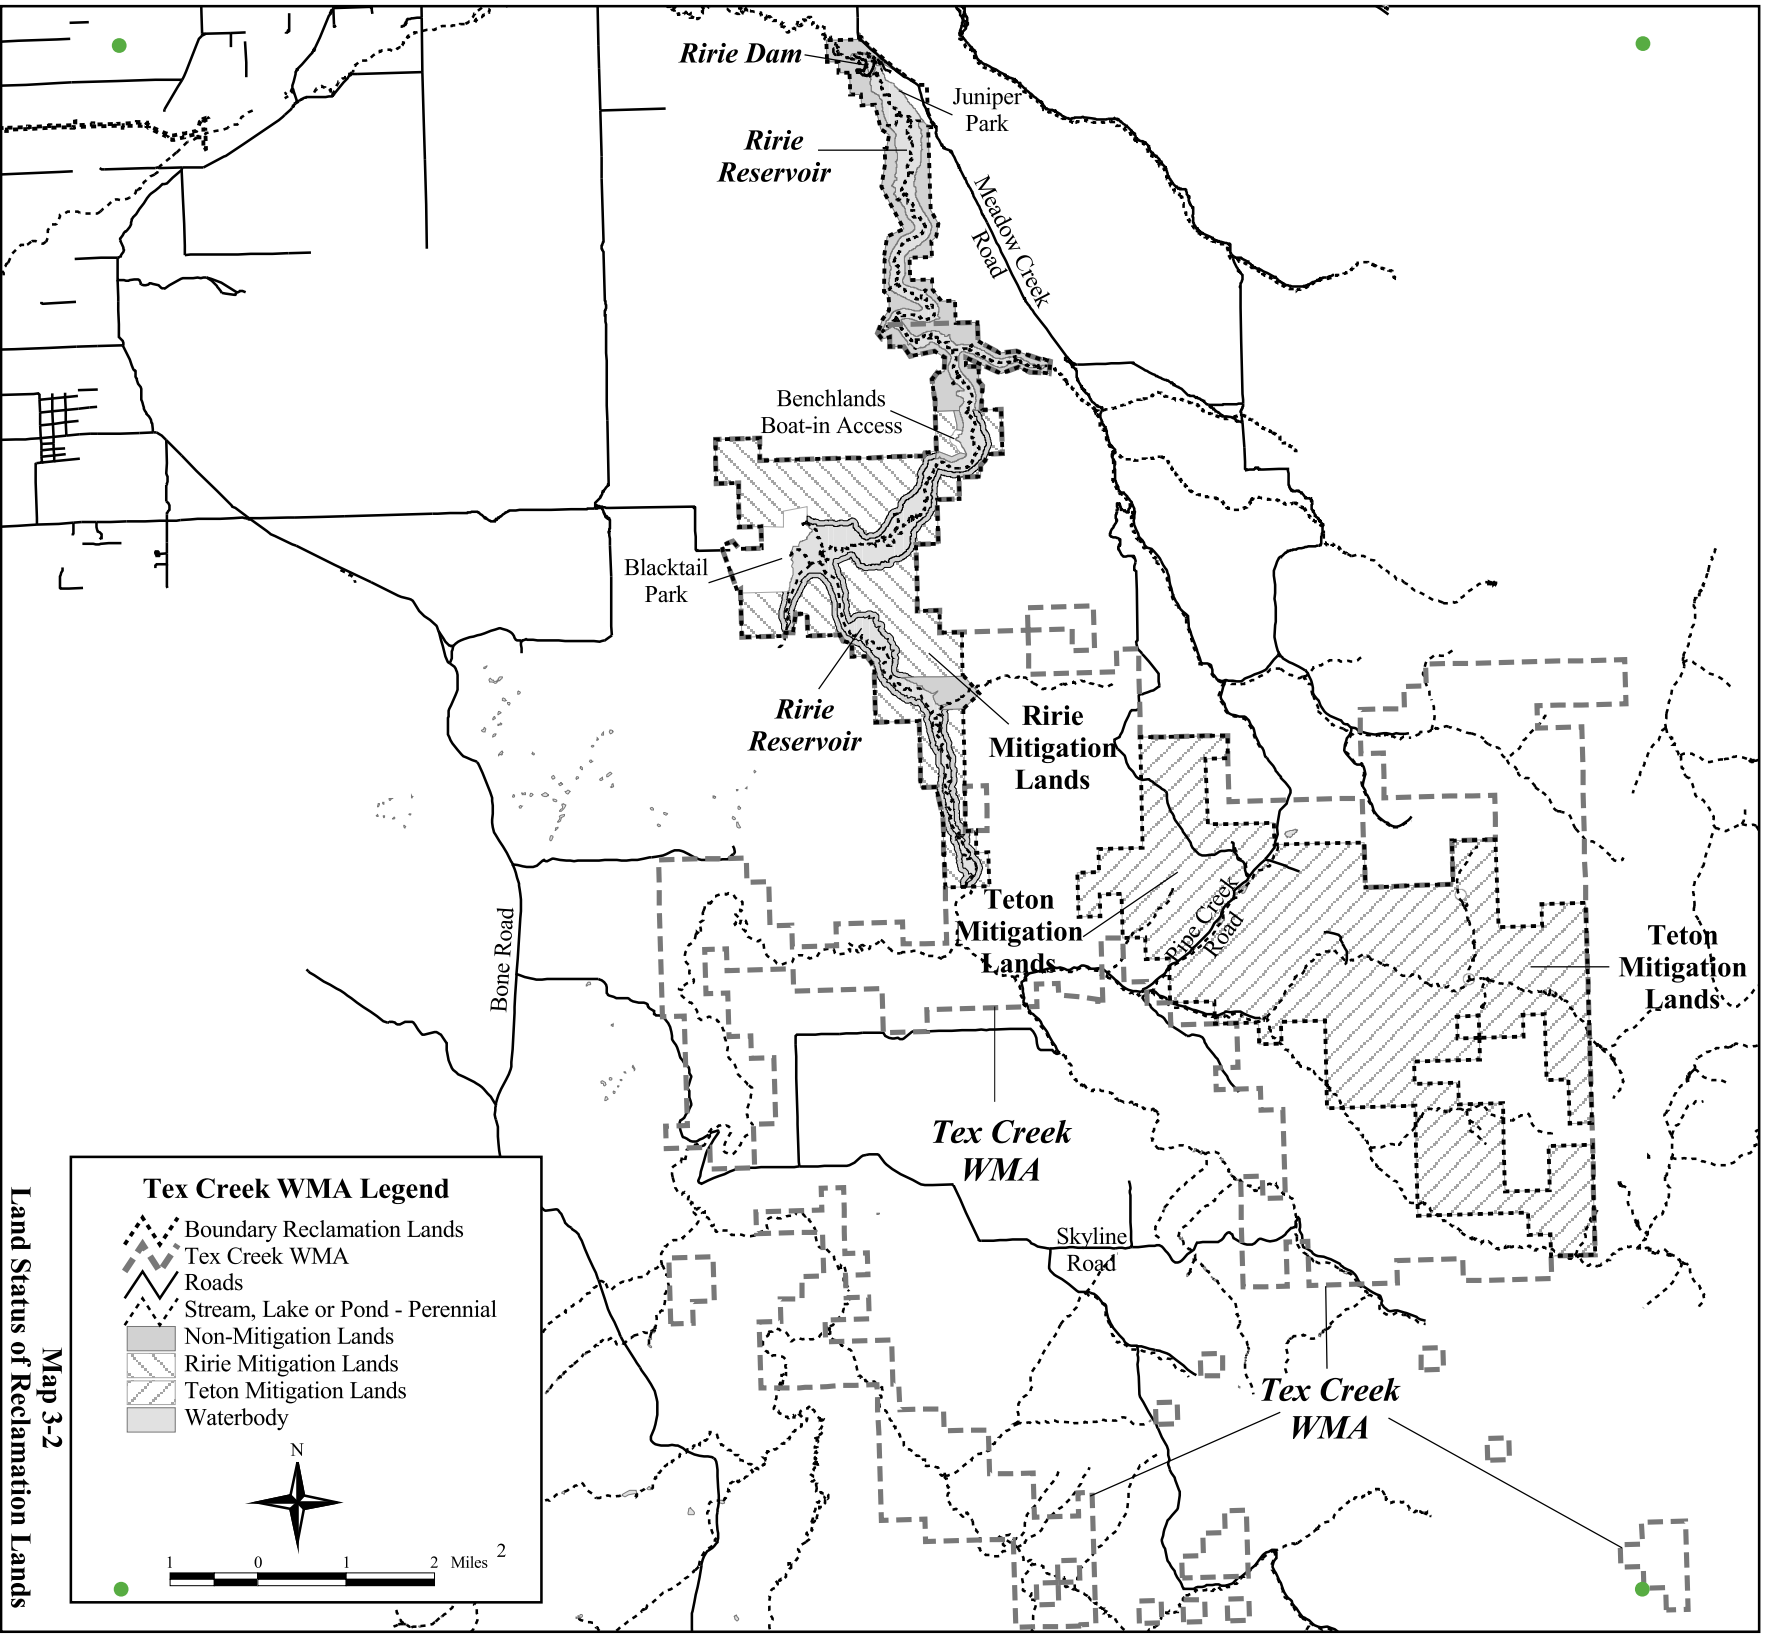 Ririe Dam
Juniper
Park
Ririe
Reservoir
Meadow Creek
Road
Benchlands
Boat-in Access
Blacktail
Park
Ririe
Reservoir
Ririe
Mitigation
Lands
Teton
Mitigation
Lands
Pipe Creek
Road
Teton
Mitigation
Lands
Bone Road
Tex Creek
WMA
Skyline
Road
Tex Creek
WMA
Tex Creek WMA Legend
Boundary Reclamation Lands
Tex Creek WMA
Roads
Stream, Lake or Pond - Perennial
Non-Mitigation Lands
Ririe Mitigation Lands
Teton Mitigation Lands
Waterbody
N
1 0 1 2 Miles 2
Map 3-2
Land Status of Reclamation Lands